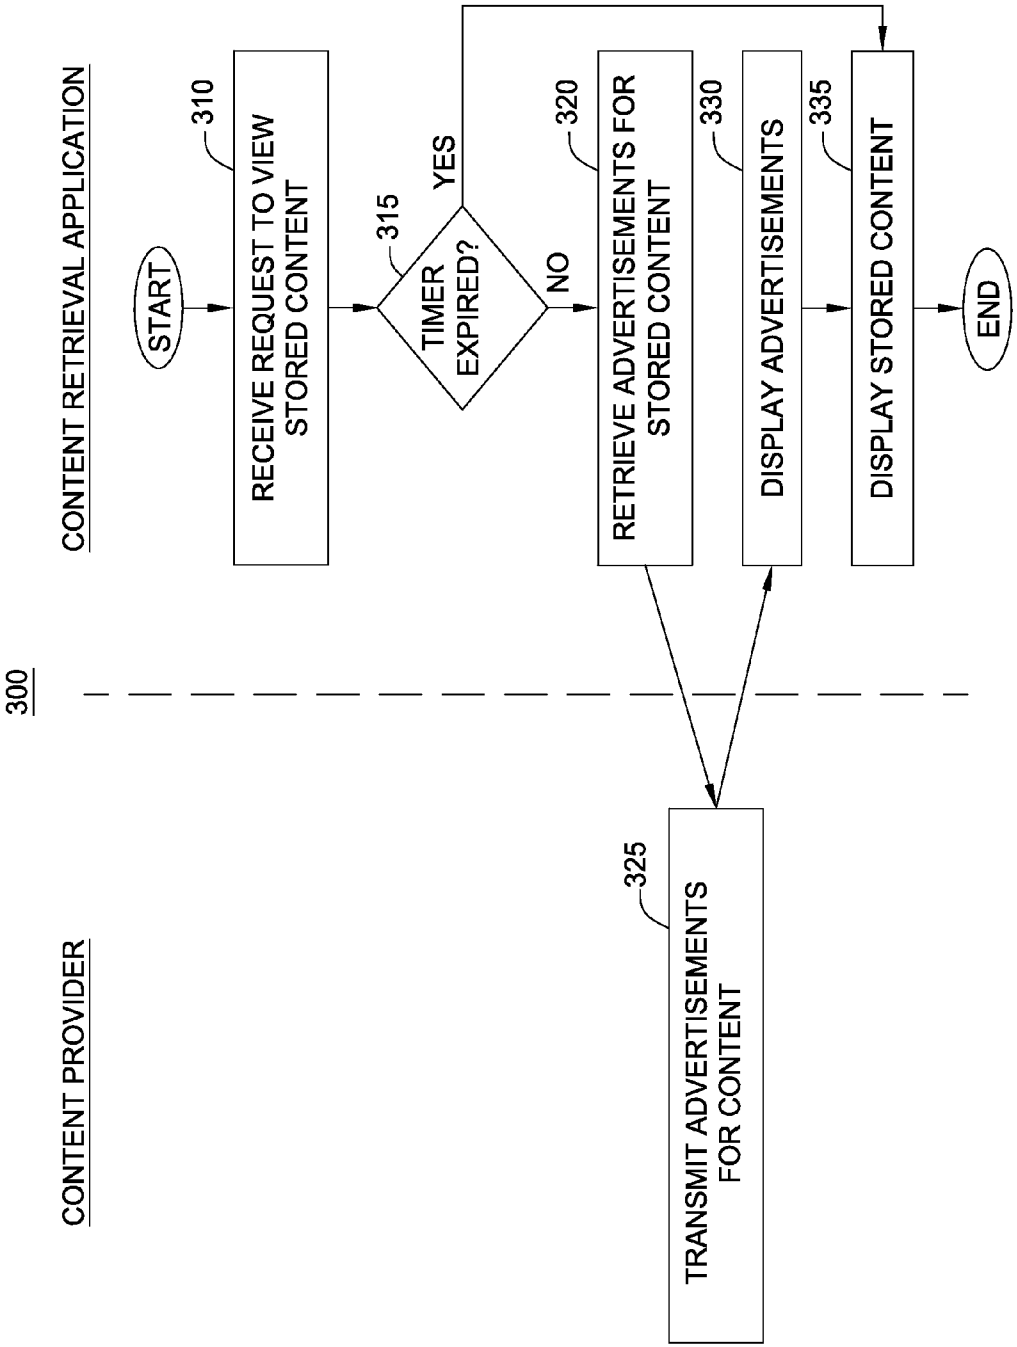 300
CONTENT PROVIDER
CONTENT RETRIEVAL APPLICATION
START
310
RECEIVE REQUEST TO VIEW
STORED CONTENT
315
TIMER
EXPIRED?
YES
NO
320
RETRIEVE ADVERTISEMENTS FOR
STORED CONTENT
325
TRANSMIT ADVERTISEMENTS
FOR CONTENT
330
DISPLAY ADVERTISEMENTS
335
DISPLAY STORED CONTENT
END